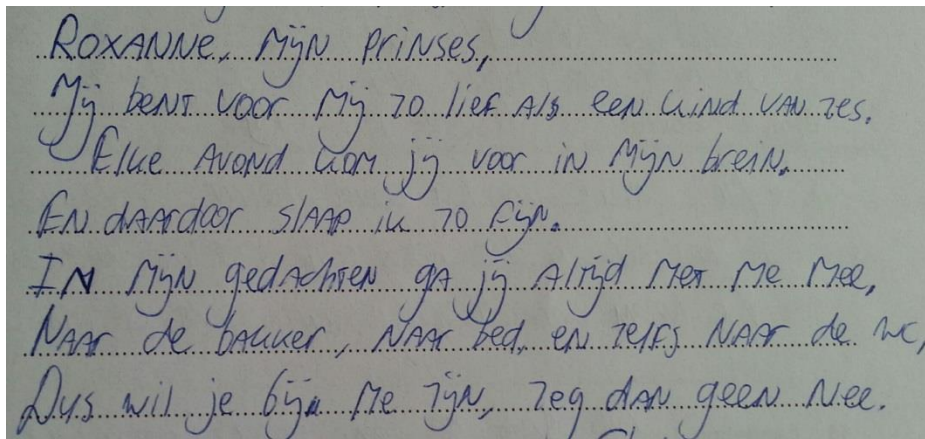 Roxanne, mijn prinses,
Mij bent voor mij zo lief als een kind van zes.
Elke avond kom jij voor in mijn brein.
En daardoor slaap ik zo fijn.
In mijn gedachten ga jij altijd met me mee,
Naar de bakker, naar bed, en zelfs naar de wc,
Dus wil je bij me zijn, zeg dan geen nee.